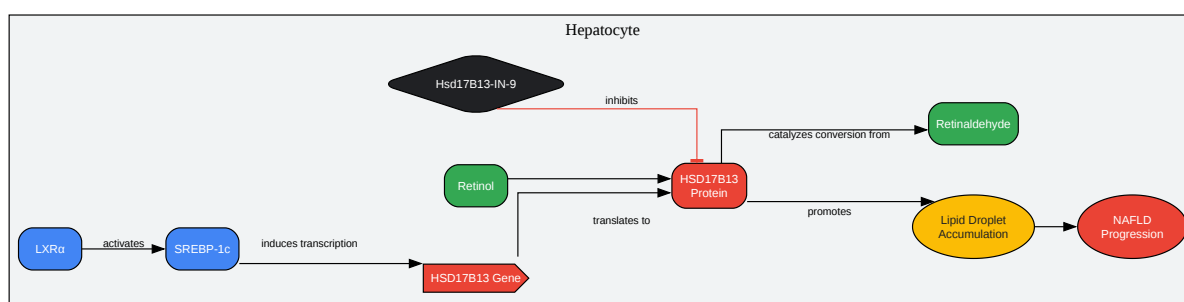 Hepatocyte
Hsd17B13-IN-9
inhibits
Retinaldehyde
catalyzes conversion from
Retinol
HSD17B13
Protein
translates to
promotes
Lipid Droplet
Accumulation
NAFLD
Progression
LXRα
activates
SREBP-1c
induces transcription
HSD17B13 Gene